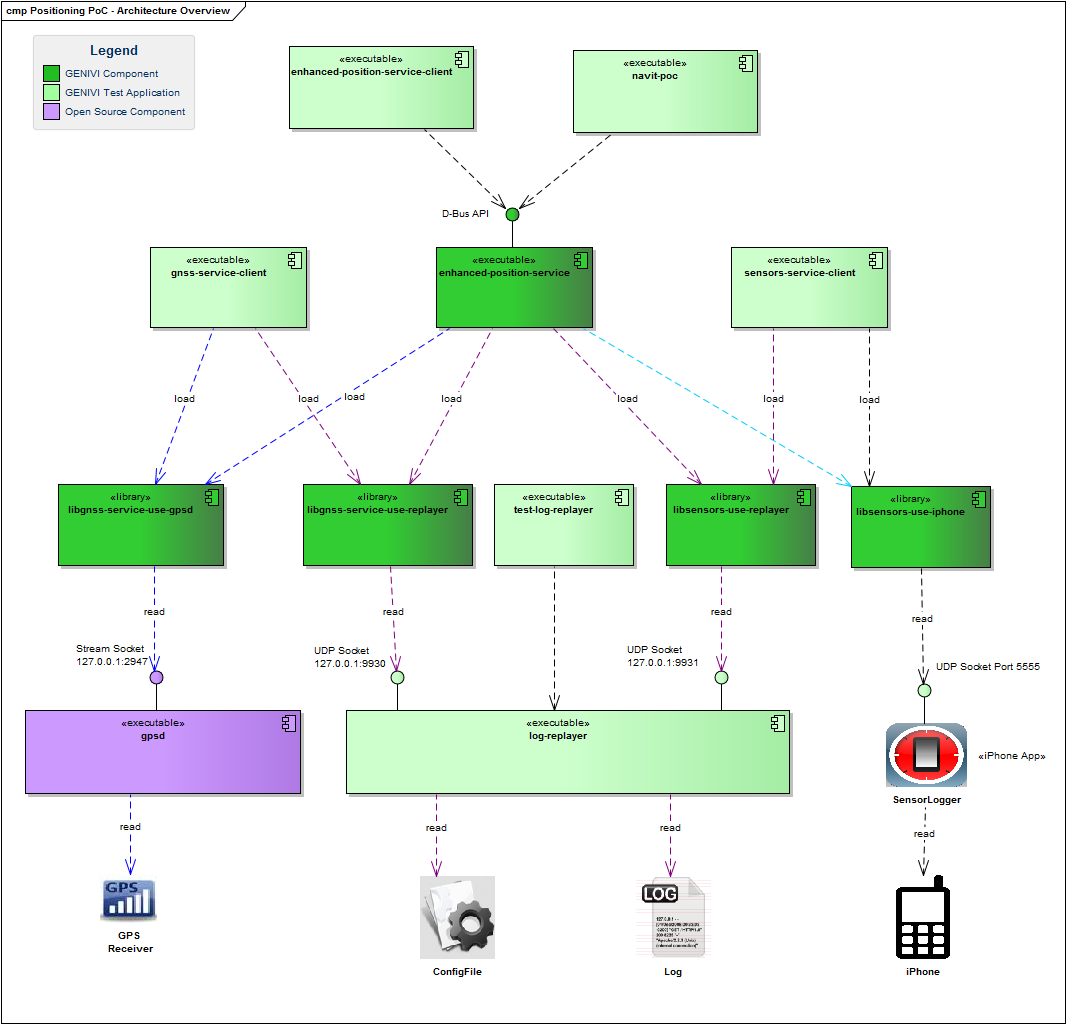 cmp Positioning PoC - Architecture Overview
Legend
GENIVI Component
GENIVI Test Application
Open Source Component
«executable»
enhanced-position-service-client
«executable»
navit-poc
D-Bus API
«executable»
gnss-service-client
«executable»
enhanced-position-service
«executable»
sensors-service-client
load
load
load
load
load
load
load
«library»
libgnss-service-use-gpsd
«library»
libgnss-service-use-replayer
«executable»
test-log-replayer
«library»
libsensors-use-replayer
«library»
libsensors-use-iphone
read
read
read
read
Stream Socket
127.0.0.1:2947
UDP Socket
127.0.0.1:9930
UDP Socket
127.0.0.1:9931
UDP Socket Port 5555
«executable»
gpsd
«executable»
log-replayer
«iPhone App»
SensorLogger
read
read
read
read
GPS
GPS
Receiver
ConfigFile
LOG
Log
iPhone